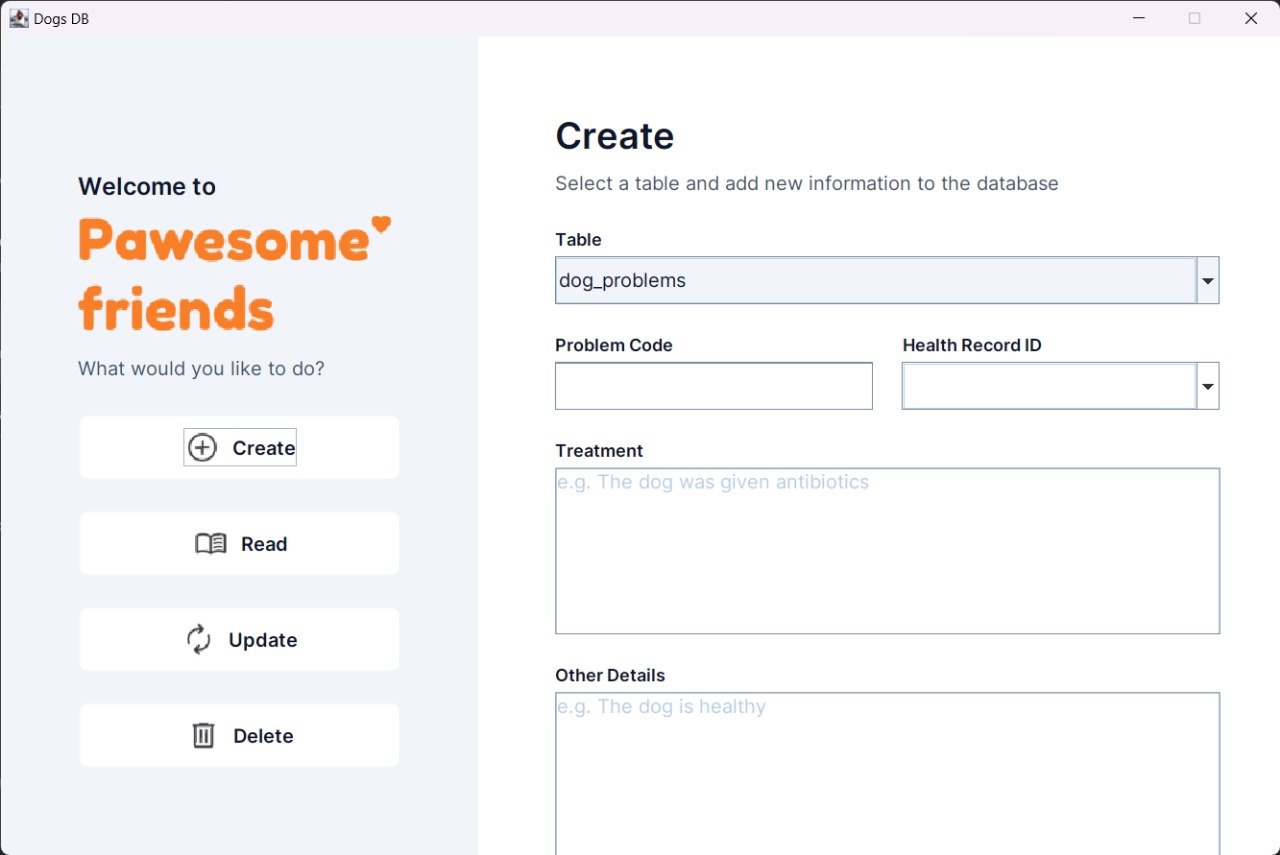 Dogs DB
Welcome to
Pawesome
friends
What would you like to do?
Create
Read
Update
Delete
Create
Select a table and add new information to the database
Table
dog_problems
Problem Code
Health Record ID
Treatment
e.g. The dog was given antibiotics
Other Details
e.g. The dog is healthy